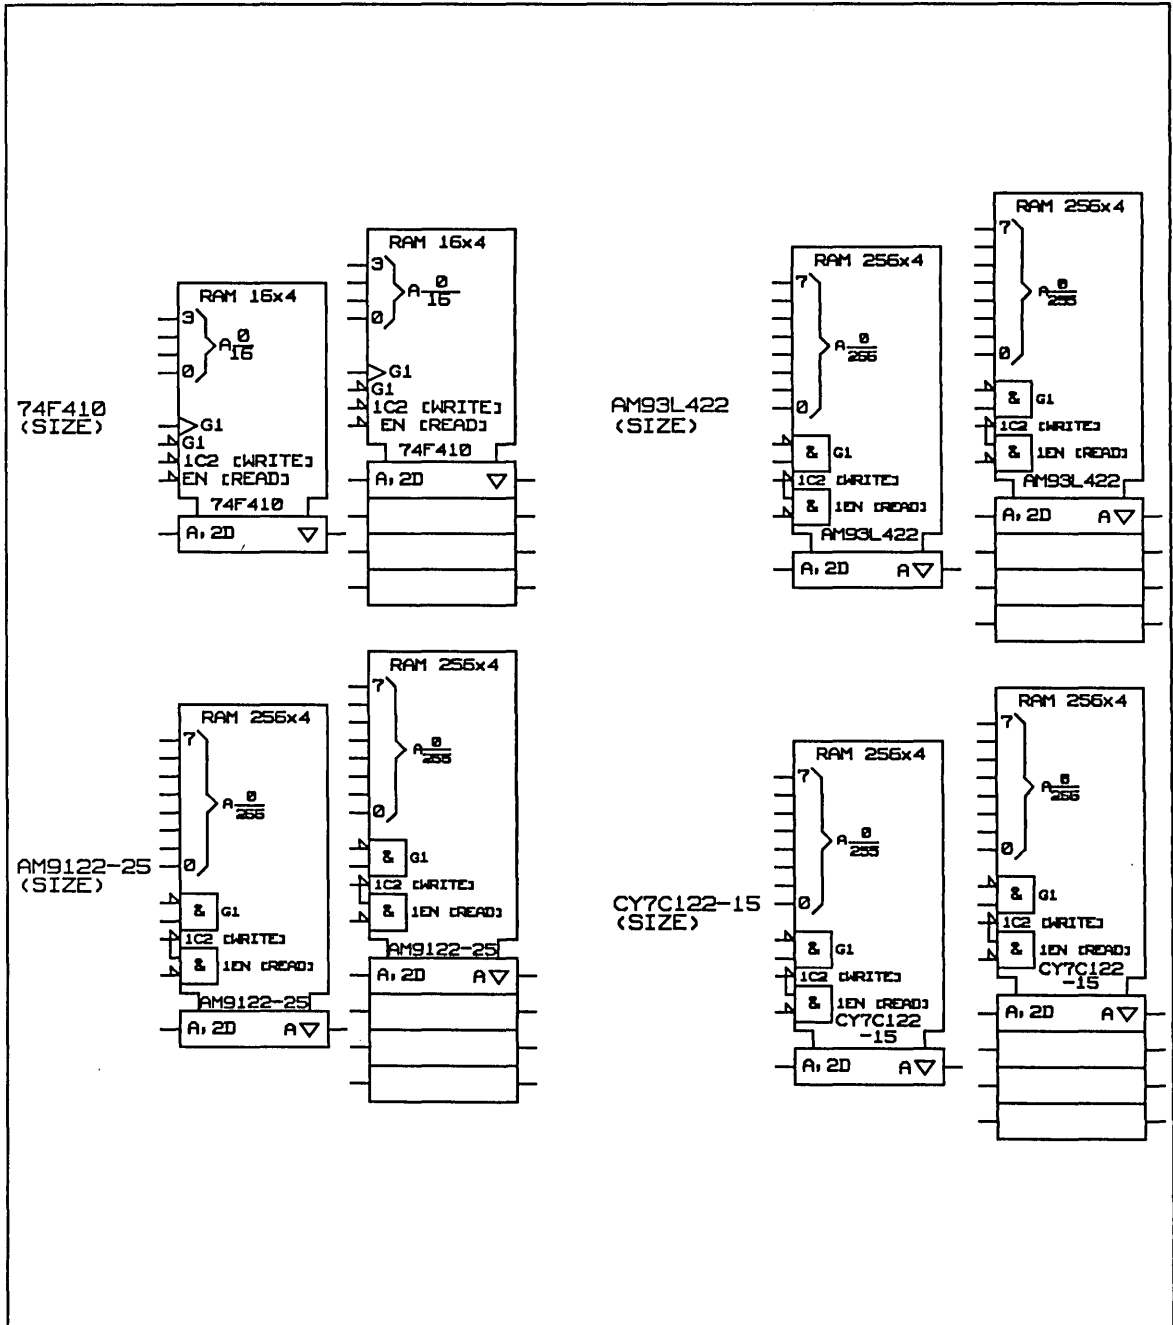 74F410
(SIZE)
RAM 16x4
3
0
A 0
16
G1
G1
1C2 [WRITE]
EN [READ]
74F410
A,2D
RAM 16x4
3
0
A 0
16
G1
G1
1C2 [WRITE]
EN [READ]
74F410
A,2D
AM93L422
(SIZE)
RAM 256x4
7
0
A 0
& G1
1C2 [WRITE]
& 1EN [READ]
AM93L422
A,2D A
RAM 256x4
7
0
A 0
& G1
1C2 [WRITE]
& 1EN [READ]
AM93L422
A,2D A
AM9122-25
(SIZE)
RAM 256x4
7
0
A 0
& G1
1C2 [WRITE]
& 1EN [READ]
AM9122-25
A,2D A
RAM 256x4
7
0
A 0
& G1
1C2 [WRITE]
& 1EN [READ]
AM9122-25
A,2D A
CY7C122-15
(SIZE)
RAM 256x4
7
0
A 0
& G1
1C2 [WRITE]
& 1EN [READ]
CY7C122
-15
A,2D A
RAM 256x4
7
0
A 0
& G1
1C2 [WRITE]
& 1EN [READ]
CY7C122
-15
A,2D A